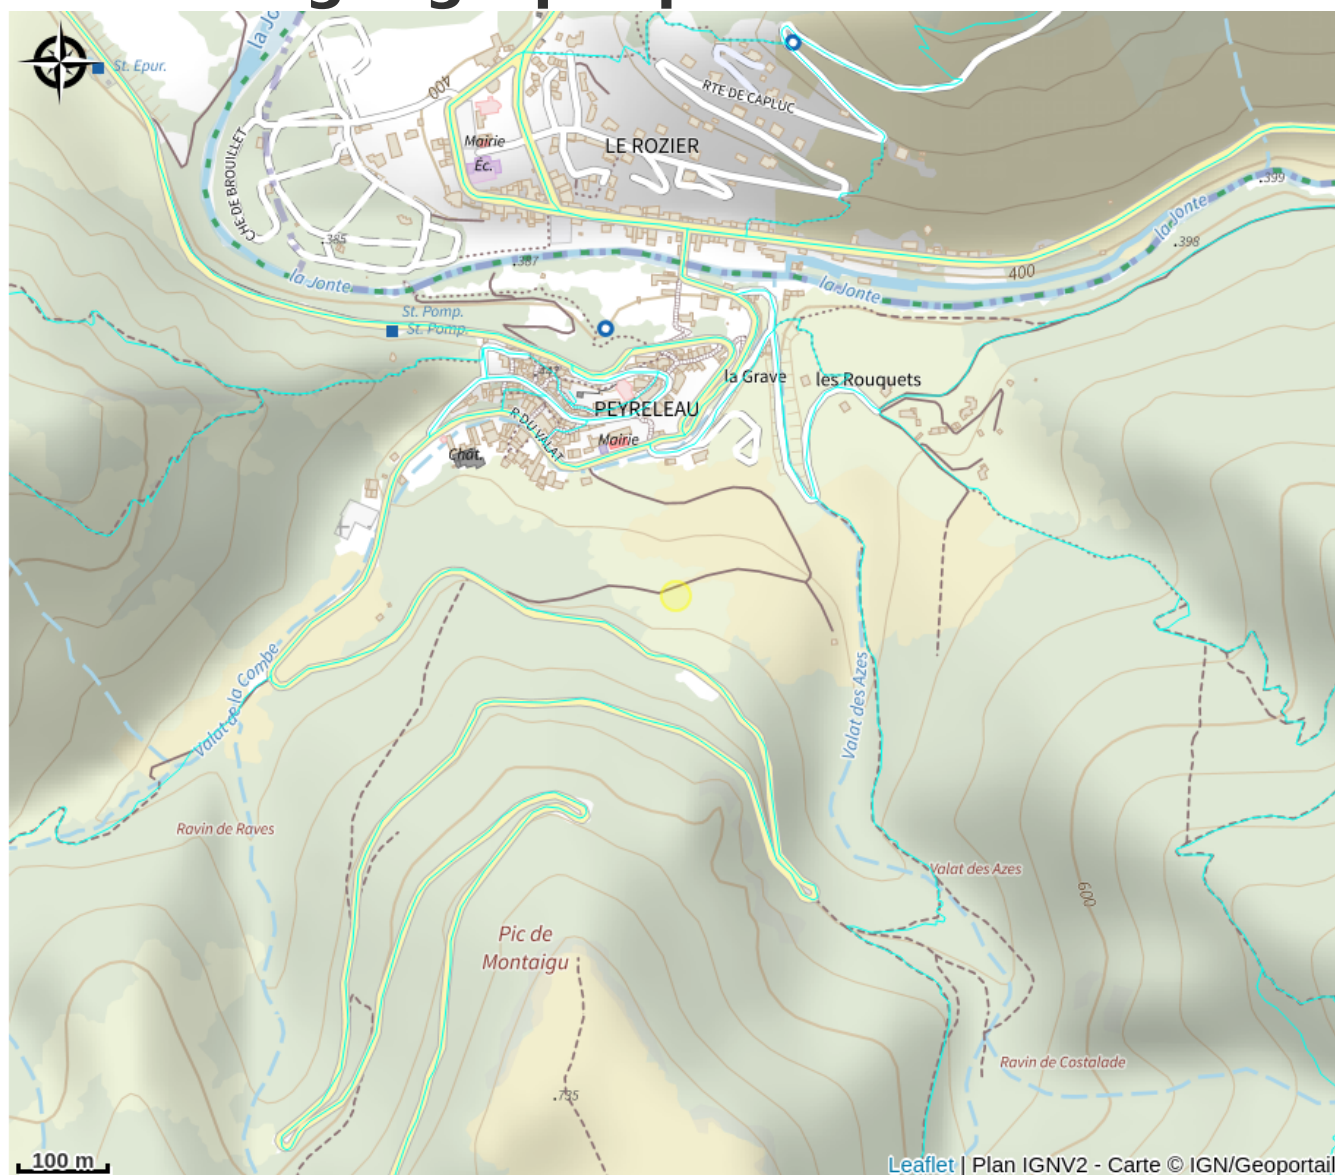 la Jo
St. Epur.
400
RTE DE CAPLUC
Mairie
LE ROZIER
Éc.
CHE DE BROUILLET
.399
la Jonte
.385
.398
.387
400
la Jonte
la Jonte
St. Pomp.
St. Pomp.
.447
la Grave
les Rouquets
PEYRELEAU
R DU VALAT
Mairie
Chât.
Valat de la Combe
Valat des Azes
Ravin de Raves
Valat des Azes
600
Pic de
Montaigu
Ravin de Costalade
.735
100 m
Leaflet | Plan IGNV2 - Carte © IGN/Geoportail